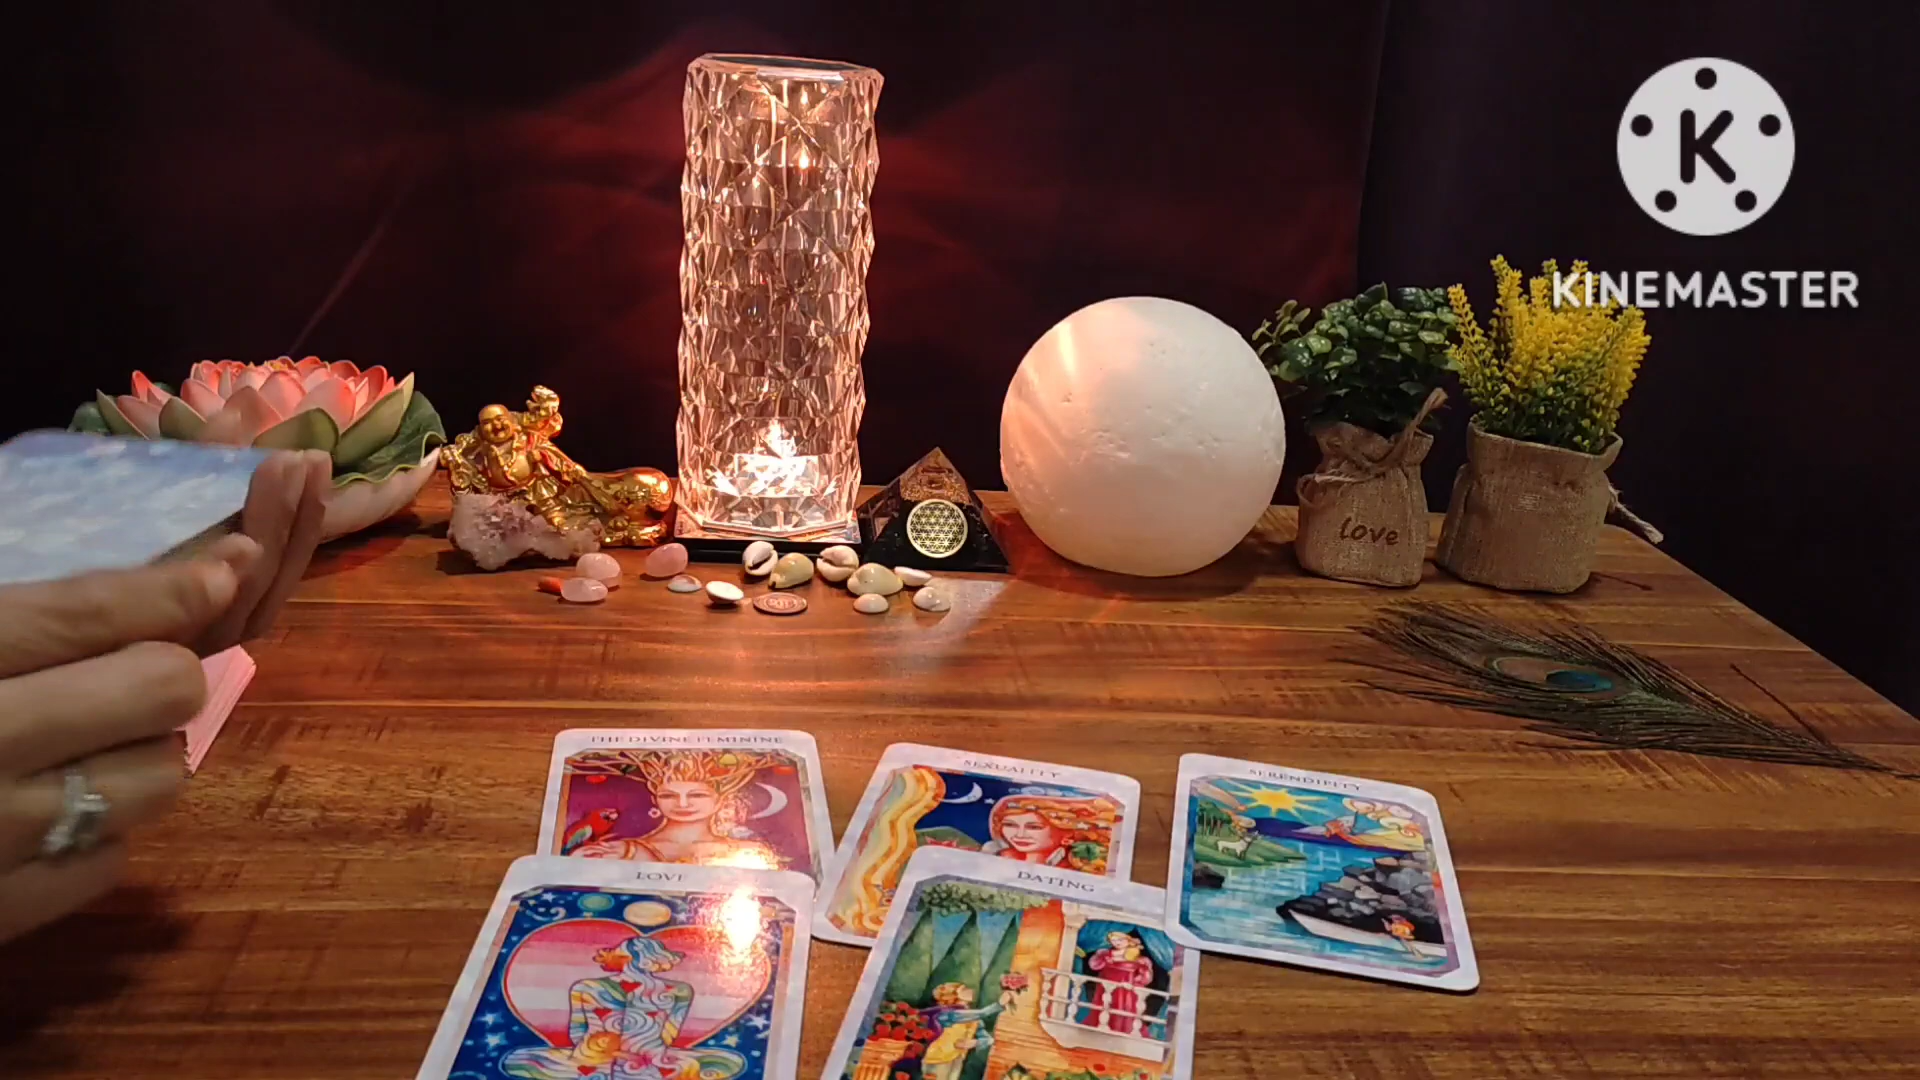 K
KINEMASTER
love
THE DIVINE FEMININE
SEXUALITY
SERENDIPITY
LOVE
DATING